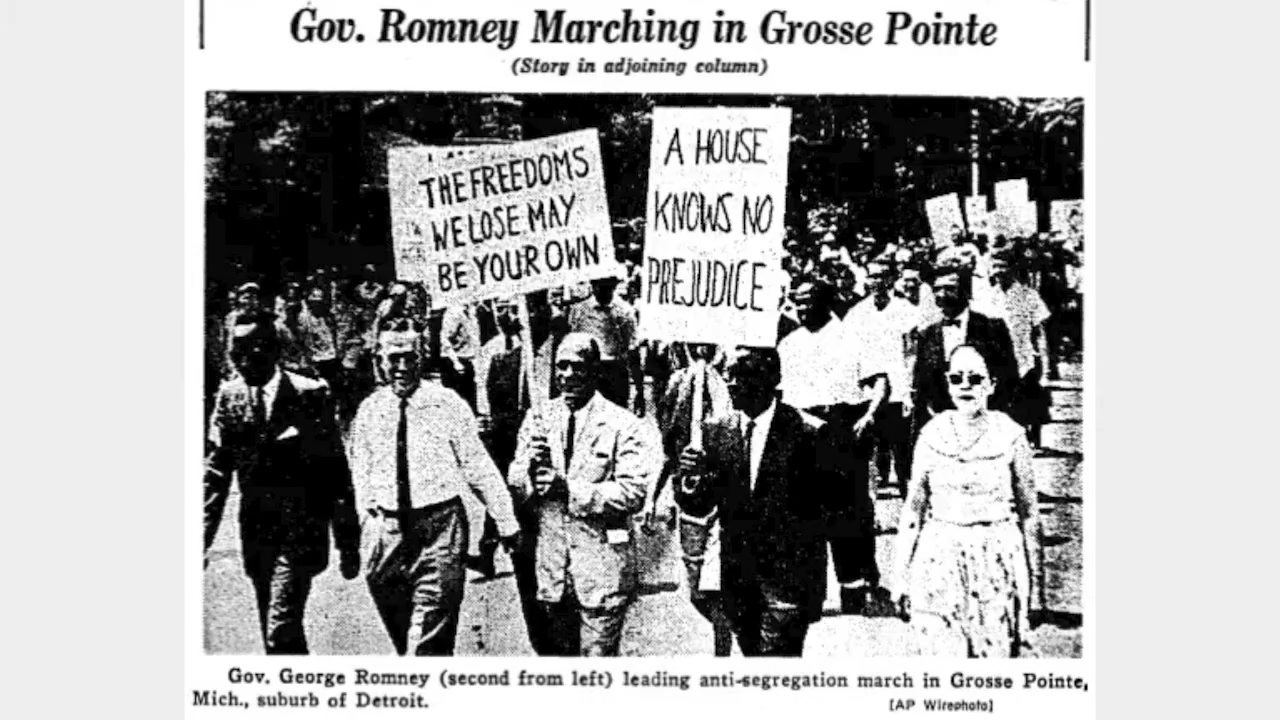 Gov. Romney Marching in Grosse Pointe
(Story in adjoining column)
THE FREEDOMS
WE LOSE MAY
BE YOUR OWN
A HOUSE
KNOWS NO
PREJUDICE
Gov. George Romney (second from left) leading anti-segregation march in Grosse Pointe,
Mich., suburb of Detroit.
[AP Wirephoto]